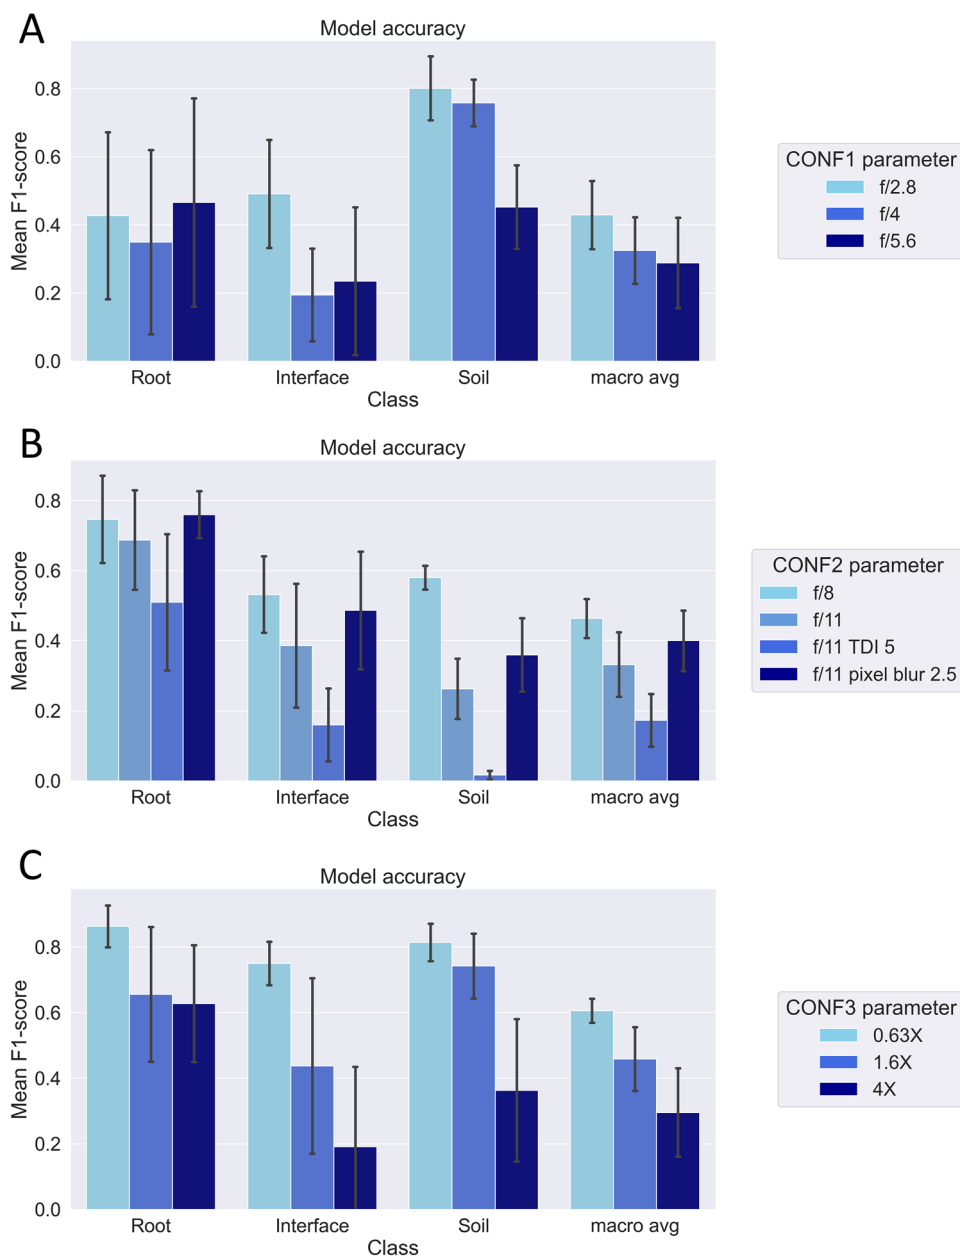 A
Model accuracy
Mean F1-score
0.8
0.6
0.4
0.2
0.0
Root Interface Soil macro avg
Class
CONF1 parameter
f/2.8
f/4
f/5.6
B
Model accuracy
Mean F1-score
0.8
0.6
0.4
0.2
0.0
Root Interface Soil macro avg
Class
CONF2 parameter
f/8
f/11
f/11 TDI 5
f/11 pixel blur 2.5
C
Model accuracy
Mean F1-score
0.8
0.6
0.4
0.2
0.0
Root Interface Soil macro avg
Class
CONF3 parameter
0.63X
1.6X
4X